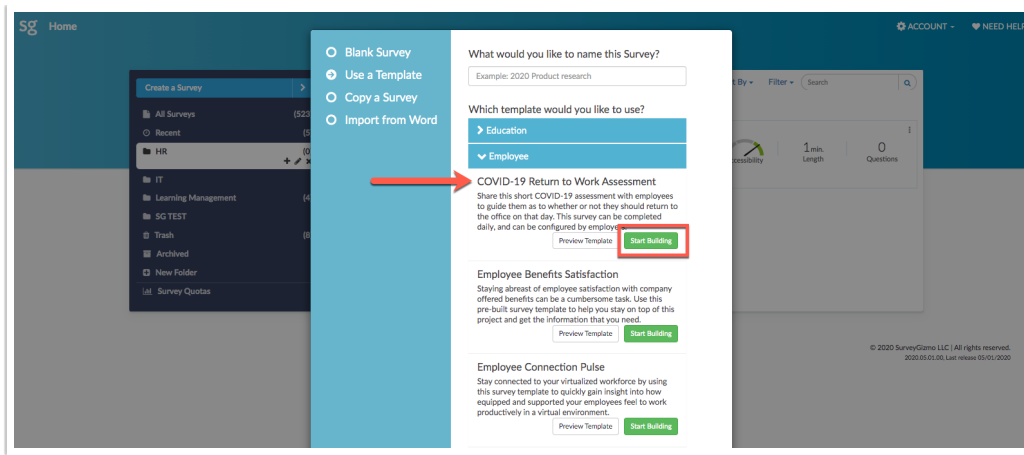 sg Home
ACCOUNT
NEED HELP
Create a Survey
All Surveys (523
Recent (5
HR (0
IT
Learning Management (4
SG TEST
Trash (8
Archived
New Folder
Survey Quotas
Blank Survey
Use a Template
Copy a Survey
Import from Word
What would you like to name this Survey?
Example: 2020 Product research
Which template would you like to use?
Education
Employee
COVID-19 Return to Work Assessment
Share this short COVID-19 assessment with employees
to guide them as to whether or not they should return to
the office on that day. This survey can be completed
daily, and can be configured by employe
Preview Template Start Building
Employee Benefits Satisfaction
Staying abreast of employee satisfaction with company
offered benefits can be a cumbersome task. Use this
pre-built survey template to help you stay on top of this
project and get the information that you need.
Preview Template Start Building
Employee Connection Pulse
Stay connected to your virtualized workforce by using
this survey template to quickly gain insight into how
equipped and supported your employees feel to work
productively in a virtual environment.
Preview Template Start Building
t By Filter Search
cessibility
1 min.
Length
0
Questions
© 2020 SurveyGizmo LLC | All rights reserved.
2020.05.01.00. Last release 05/01/2020